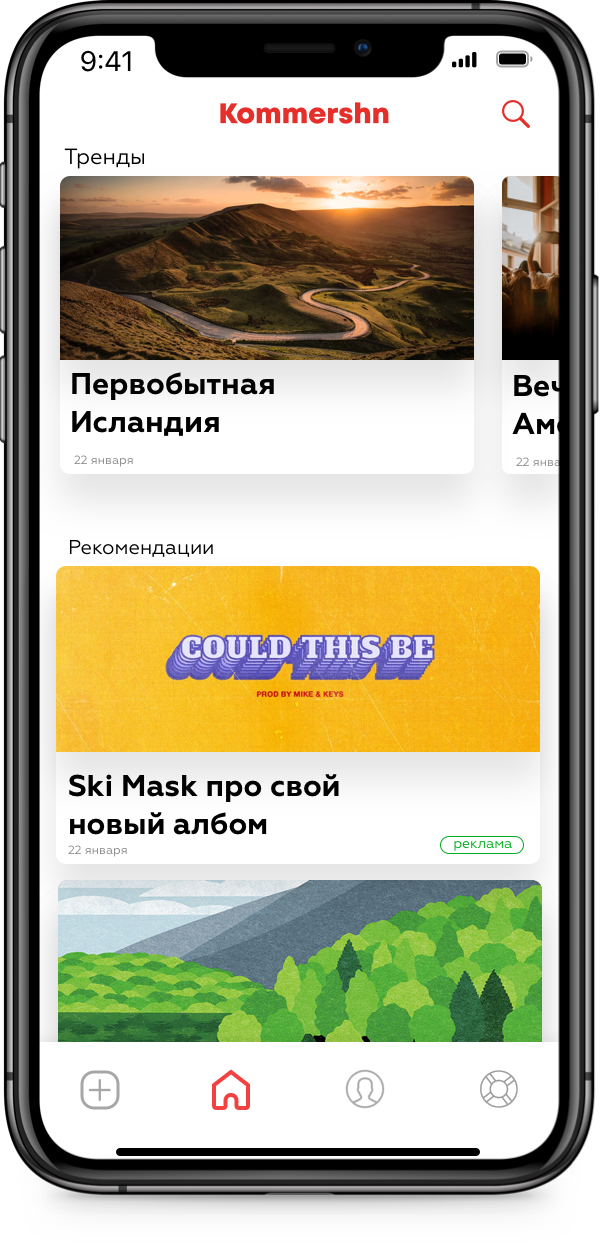 9:41
Kommershn
Тренды
Первобытная
Исландия
22 января
Веч
Аме
22 янва
Рекомендации
COULD THIS BE
PROD BY MIKE & KEYS
Ski Mask про свой
новый албом
22 января
реклама